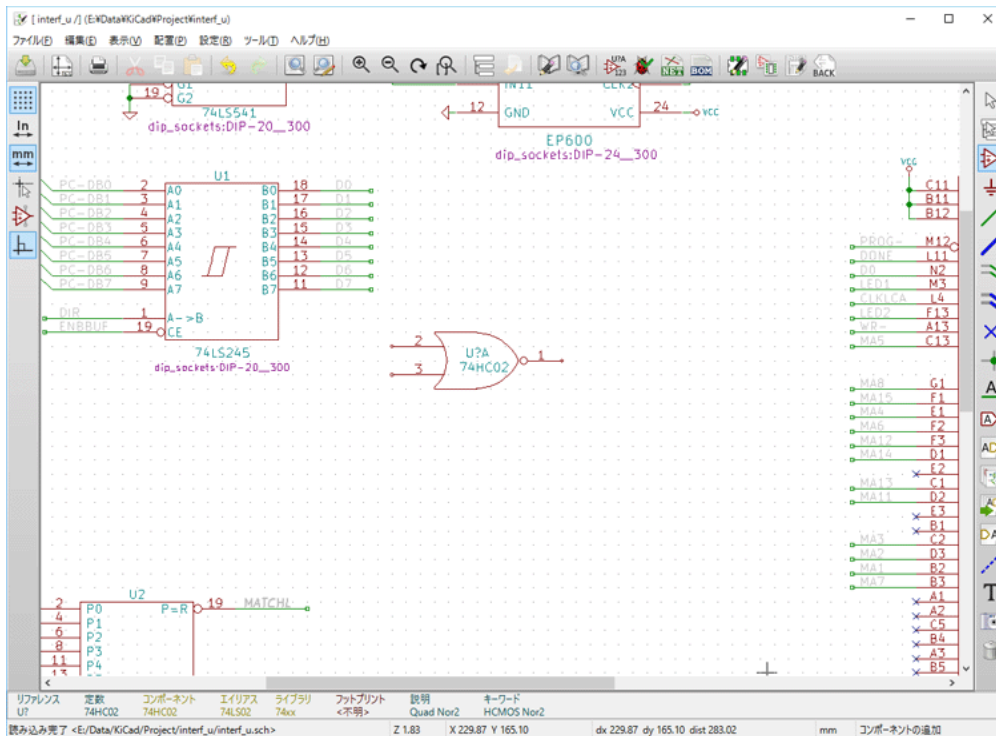 [ interf_u /] (E:¥Data¥KiCad¥Project¥interf_u)
ファイル(F) 編集(E) 表示(V) 配置(P) 設定(R) ツール(T) ヘルプ(H)
U?A
123
NET
BOM
BACK
In
mm
19 G2
74LS541
dip_sockets:DIP-20__300
12 GND VCC 24 VCC
EP600
dip_sockets:DIP-24__300
U1
PC-DB0 2 A0 B0 18 D0
PC-DB1 3 A1 B1 17 D1
PC-DB2 4 A2 B2 16 D2
PC-DB3 5 A3 B3 15 D3
PC-DB4 6 A4 B4 14 D4
PC-DB5 7 A5 B5 13 D5
PC-DB6 8 A6 B6 12 D6
PC-DB7 9 A7 B7 11 D7
DIR 1 A->B
ENBBUF 19 CE
74LS245
dip_sockets:DIP-20__300
2
3
U?A
74HC02
1
VCC
C11
B11
B12
PROG- M12
DONE L11
D0 N2
LED1 M3
CLKLCA L4
LED2 F13
WR- A13
MA5 C13
MA8 G1
MA15 F1
MA4 E1
MA6 F2
MA12 F3
MA14 D1
E2
MA13 C1
MA11 D2
E3
B1
MA3 C2
MA2 D3
MA1 B2
MA7 B3
A1
A2
C5
B4
A3
B5
U2
2 P0 P=R 19 MATCHL
4 P1
6 P2
8 P3
11 P4
リファレンス 定数 コンポーネント エイリアス ライブラリ フットプリント 説明 キーワード
U? 74HC02 74HC02 74LS02 74xx <不明> Quad Nor2 HCMOS Nor2
読み込み完了 <E:/Data/KiCad/Project/interf_u/interf_u.sch> Z 1.83 X 229.87 Y 165.10 dx 229.87 dy 165.10 dist 283.02 mm コンポーネントの追加